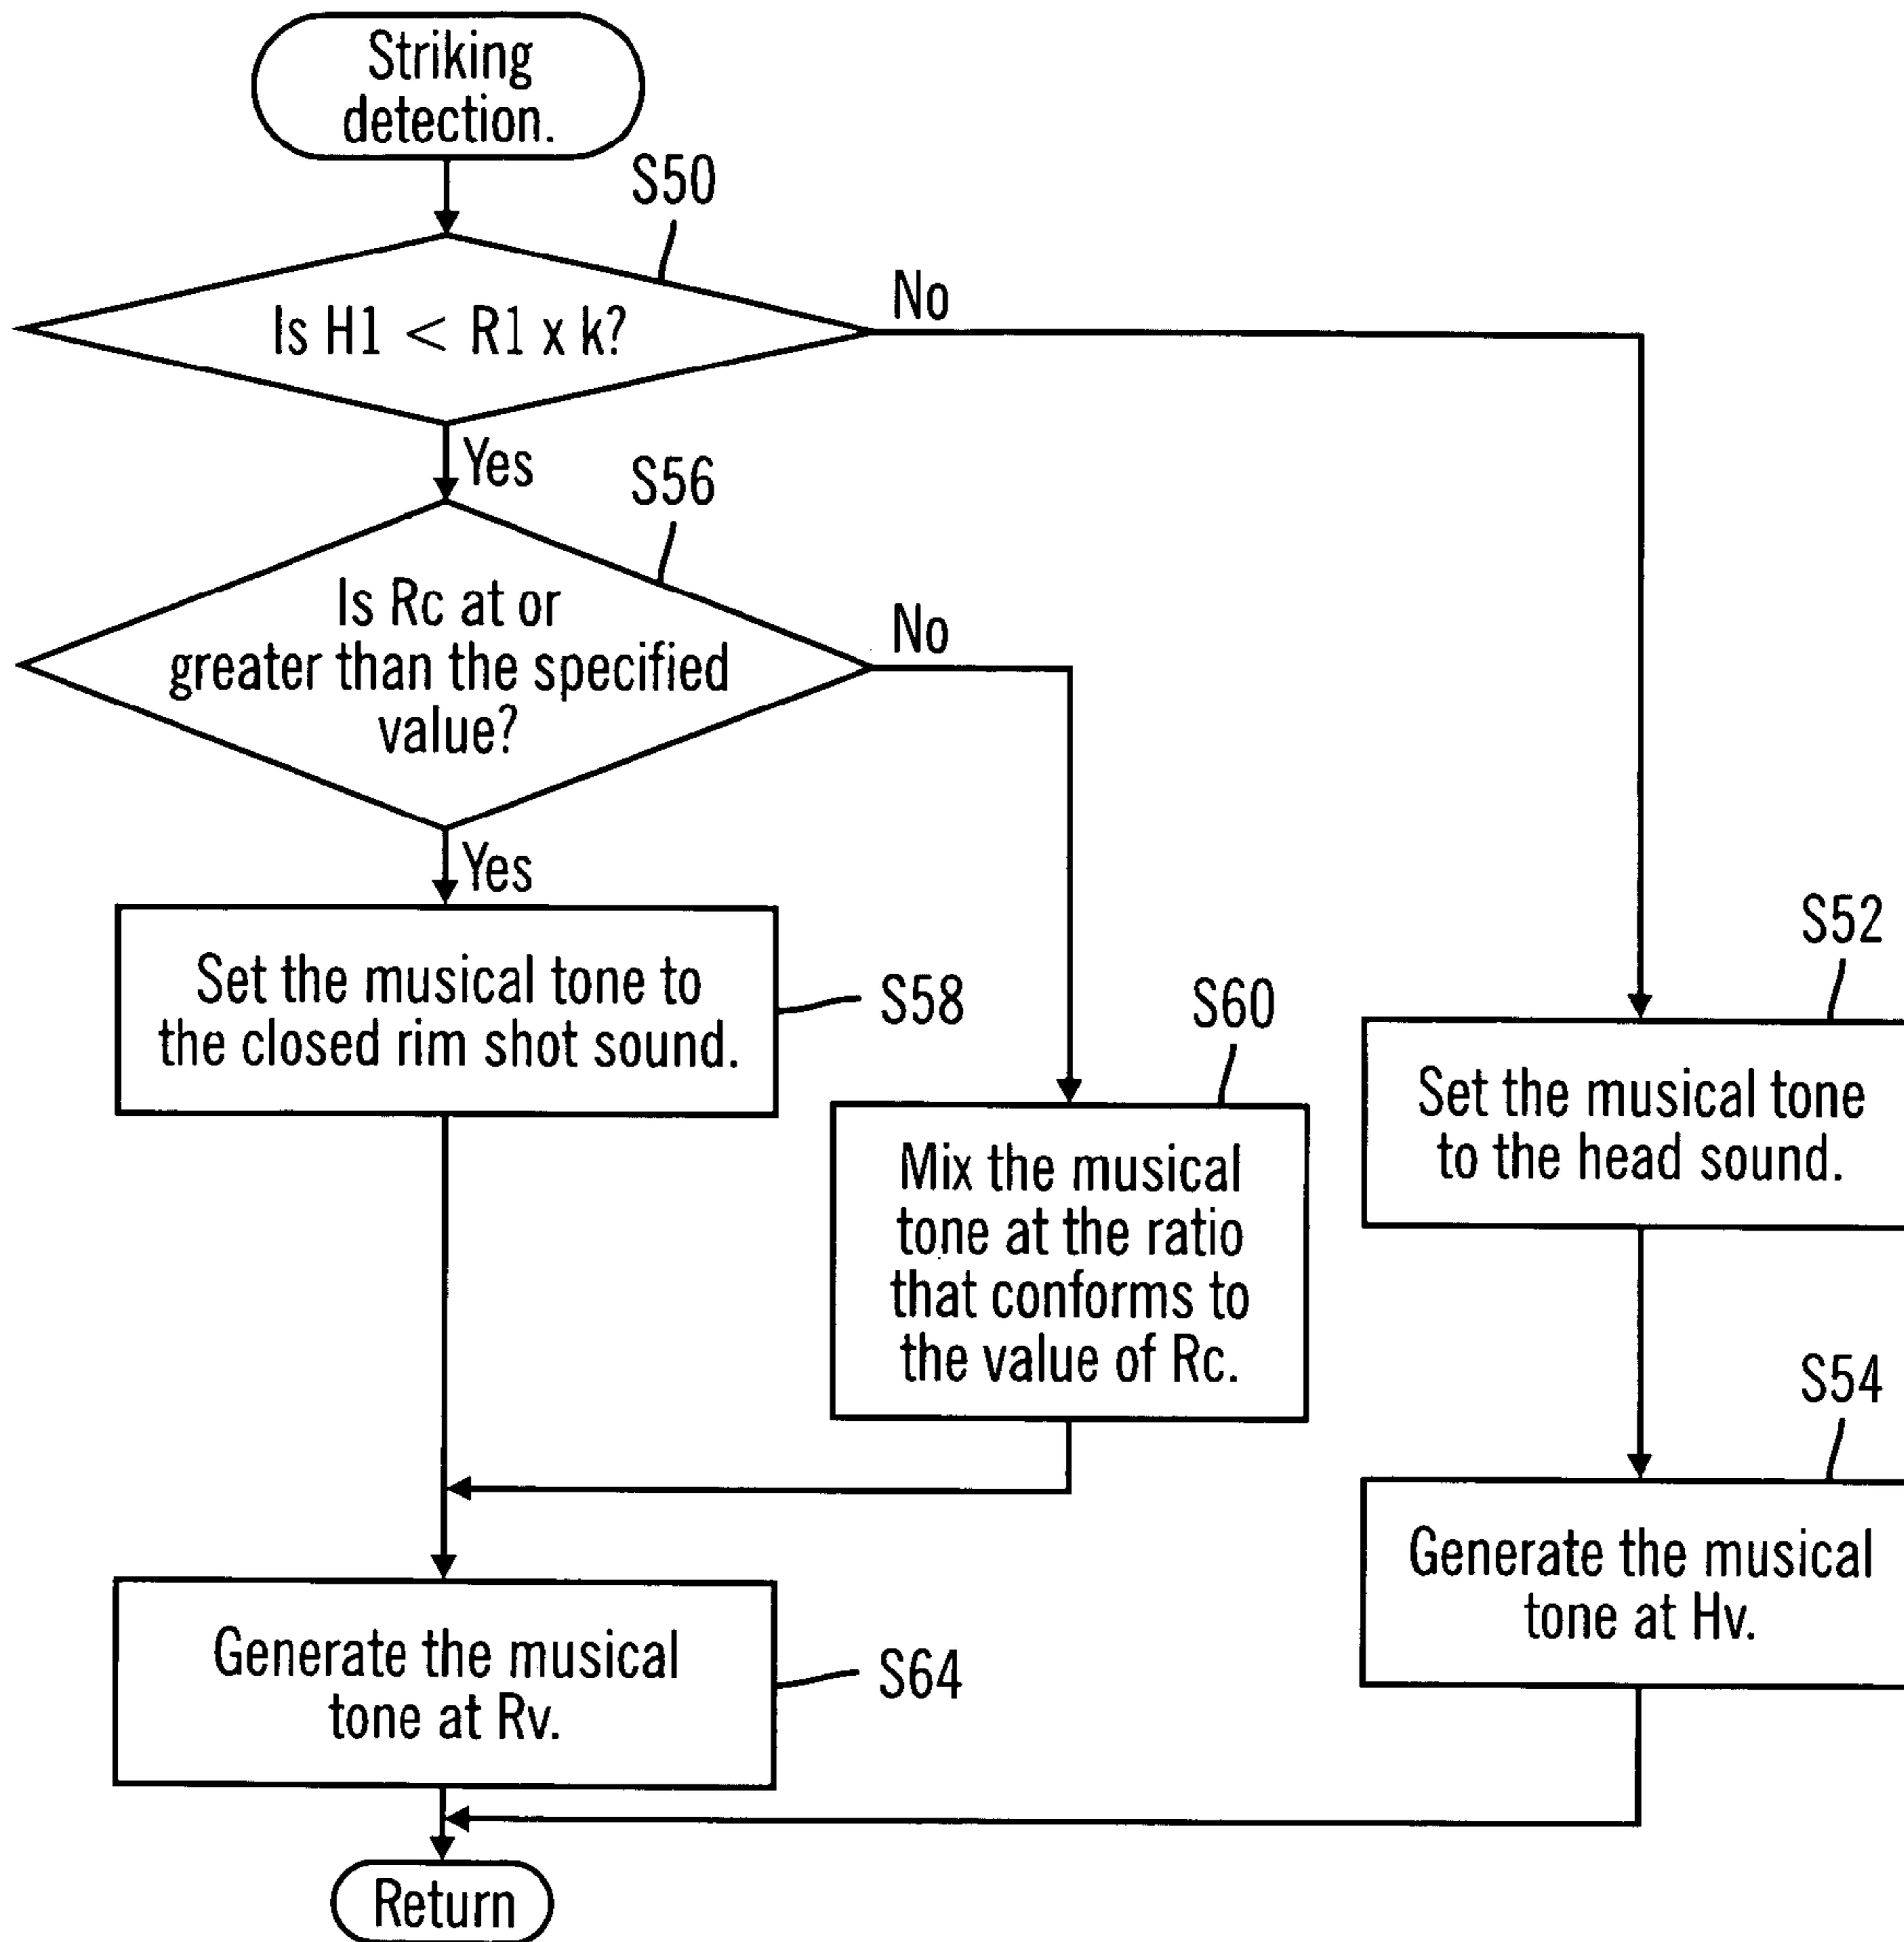 Striking
detection.
S50
Is H1 < R1 x k?
No
Yes
S56
Is Rc at or
greater than the specified
value?
No
Yes
Set the musical tone to
the closed rim shot sound.
S58
S60
Mix the musical
tone at the ratio
that conforms to
the value of Rc.
S52
Set the musical tone
to the head sound.
S54
Generate the musical
tone at Hv.
Generate the musical
tone at Rv.
S64
Return